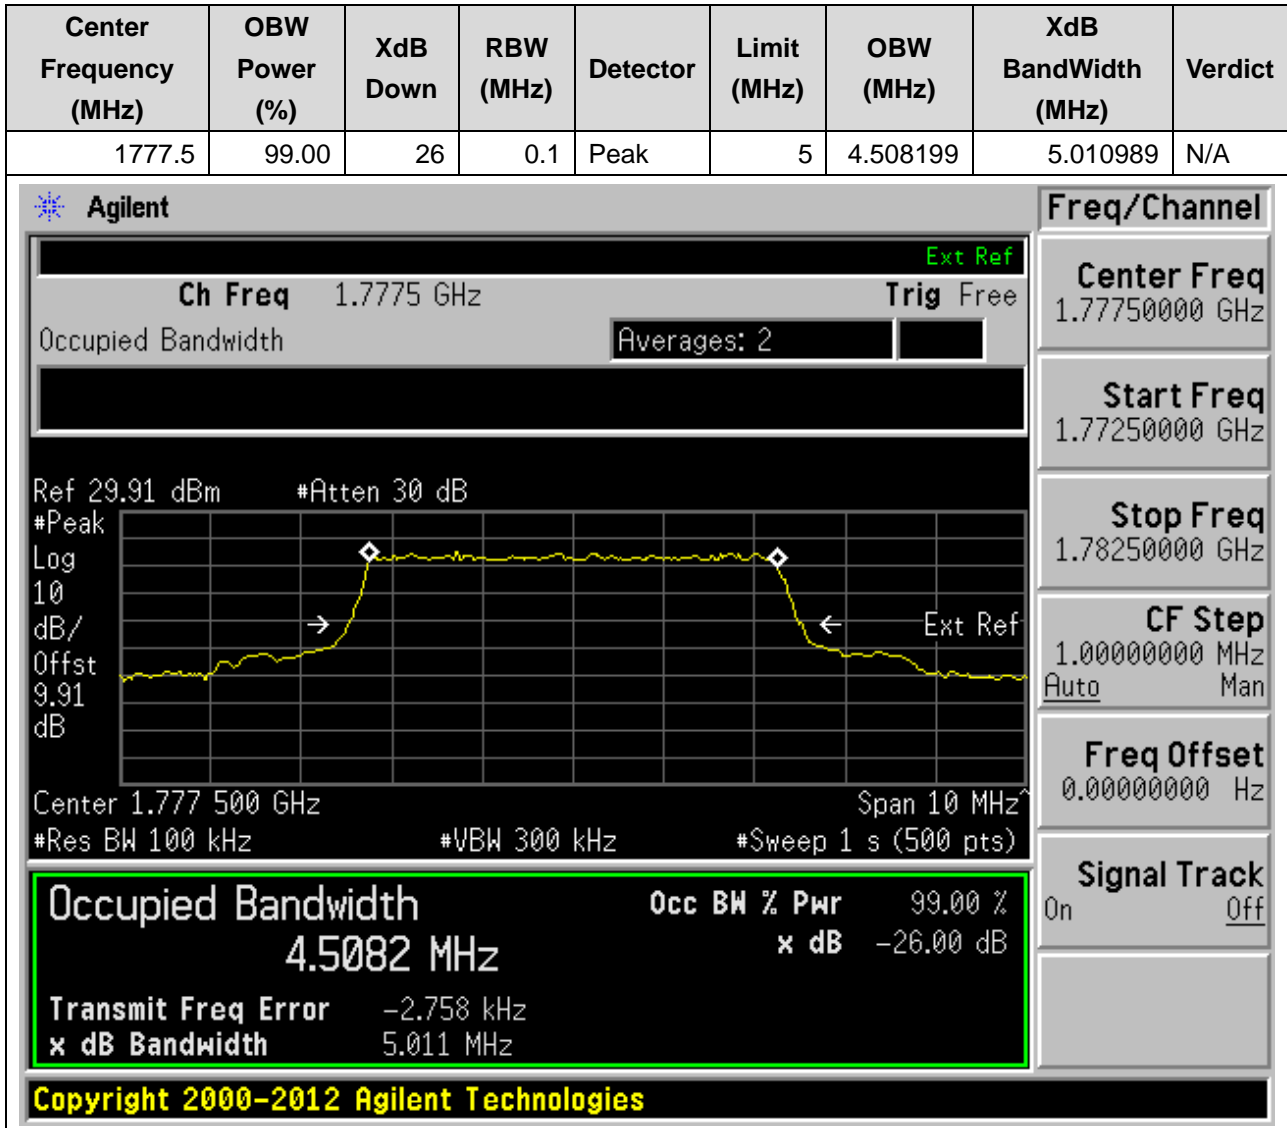 Center Frequency (MHz) OBW Power (%) XdB Down RBW (MHz) Detector Limit (MHz) OBW (MHz) XdB BandWidth (MHz) Verdict
1777.5 99.00 26 0.1 Peak 5 4.508199 5.010989 N/A
Agilent
Freq/Channel
Ext Ref
Ch Freq 1.7775 GHz Trig Free
Occupied Bandwidth Averages: 2
Ref 29.91 dBm #Atten 30 dB
#Peak
Log
10
dB/
Offst
9.91
dB
Ext Ref
Center 1.777 500 GHz Span 10 MHz^
#Res BW 100 kHz #VBW 300 kHz #Sweep 1 s (500 pts)
Occupied Bandwidth
4.5082 MHz
Occ BW % Pwr 99.00 %
x dB -26.00 dB
Transmit Freq Error -2.758 kHz
x dB Bandwidth 5.011 MHz
Center Freq
1.77750000 GHz
Start Freq
1.77250000 GHz
Stop Freq
1.78250000 GHz
CF Step
1.00000000 MHz
Auto Man
Freq Offset
0.00000000 Hz
Signal Track
On Off
Copyright 2000-2012 Agilent Technologies